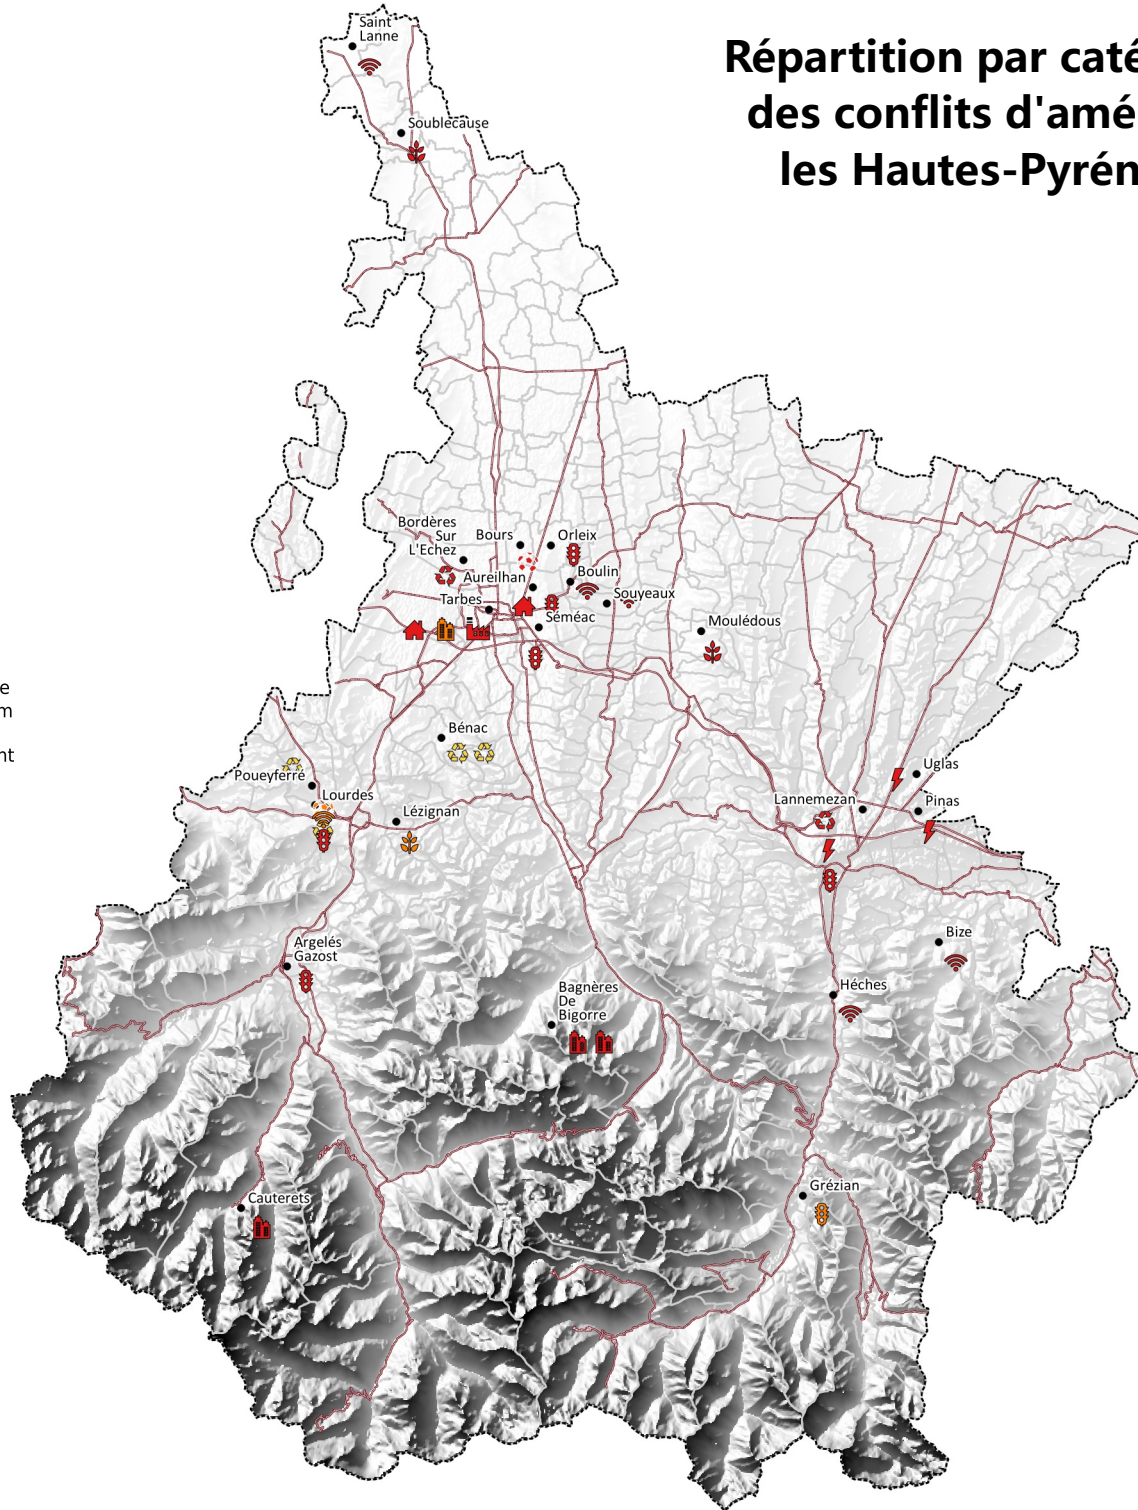 Répartition par caté
des conflits d'amé
les Hautes-Pyrén
Saint
Lanne
Soublecause
Bordères
Sur
L'Echez
Bours
Orleix
Aureilhan
Boulin
Tarbes
Souyeaux
Séméac
Moulédous
e
m
nt
Bénac
Poueyferré
Lourdes
Lézignan
Uglas
Lannemezan
Pinas
Argelés
Gazost
Bize
Bagnères
De
Bigorre
Héches
Cauterets
Grézian